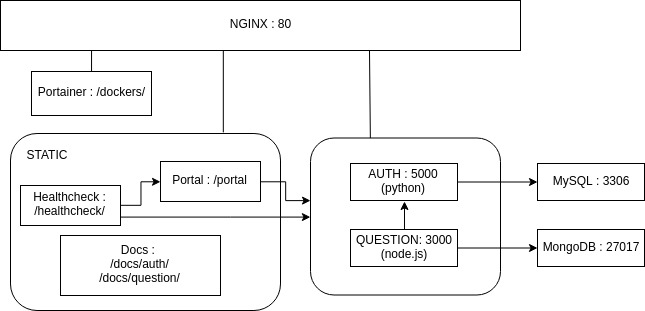 NGINX : 80
Portainer : /dockers/
STATIC
Portal : /portal
Healthcheck :
/healthcheck/
Docs :
/docs/auth/
/docs/question/
AUTH : 5000
(python)
QUESTION: 3000
(node.js)
MySQL : 3306
MongoDB : 27017